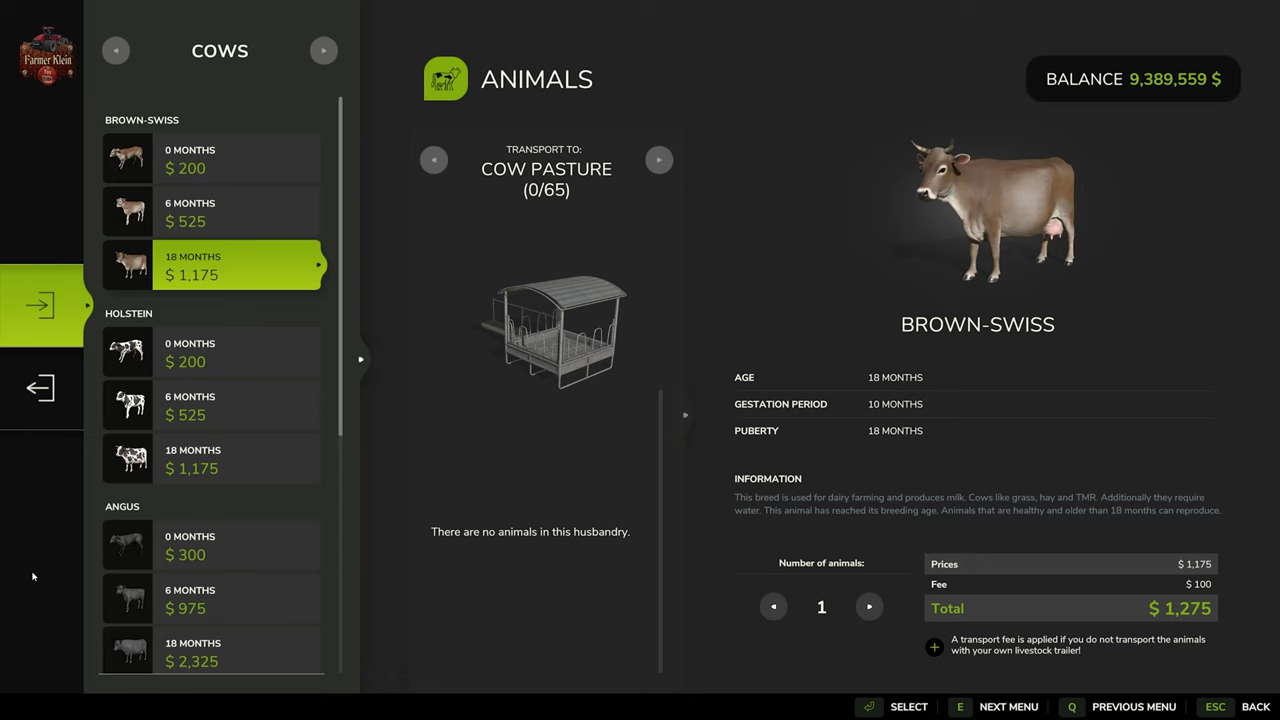 Farmer Klein
COWS
BROWN-SWISS
0 MONTHS
$ 200
6 MONTHS
$ 525
18 MONTHS
$ 1,175
HOLSTEIN
0 MONTHS
$ 200
6 MONTHS
$ 525
18 MONTHS
$ 1,175
ANGUS
0 MONTHS
$ 300
6 MONTHS
$ 975
18 MONTHS
$ 2,325
ANIMALS
BALANCE 9,389,559 $
TRANSPORT TO:
COW PASTURE
(0/65)
There are no animals in this husbandry.
BROWN-SWISS
AGE 18 MONTHS
GESTATION PERIOD 10 MONTHS
PUBERTY 18 MONTHS
INFORMATION
This breed is used for dairy farming and produces milk. Cows like grass, hay and TMR. Additionally they require
water. This animal has reached its breeding age. Animals that are healthy and older than 18 months can reproduce.
Number of animals:
1
Prices $ 1,175
Fee $ 100
Total $ 1,275
A transport fee is applied if you do not transport the animals
with your own livestock trailer!
SELECT E NEXT MENU Q PREVIOUS MENU ESC BACK